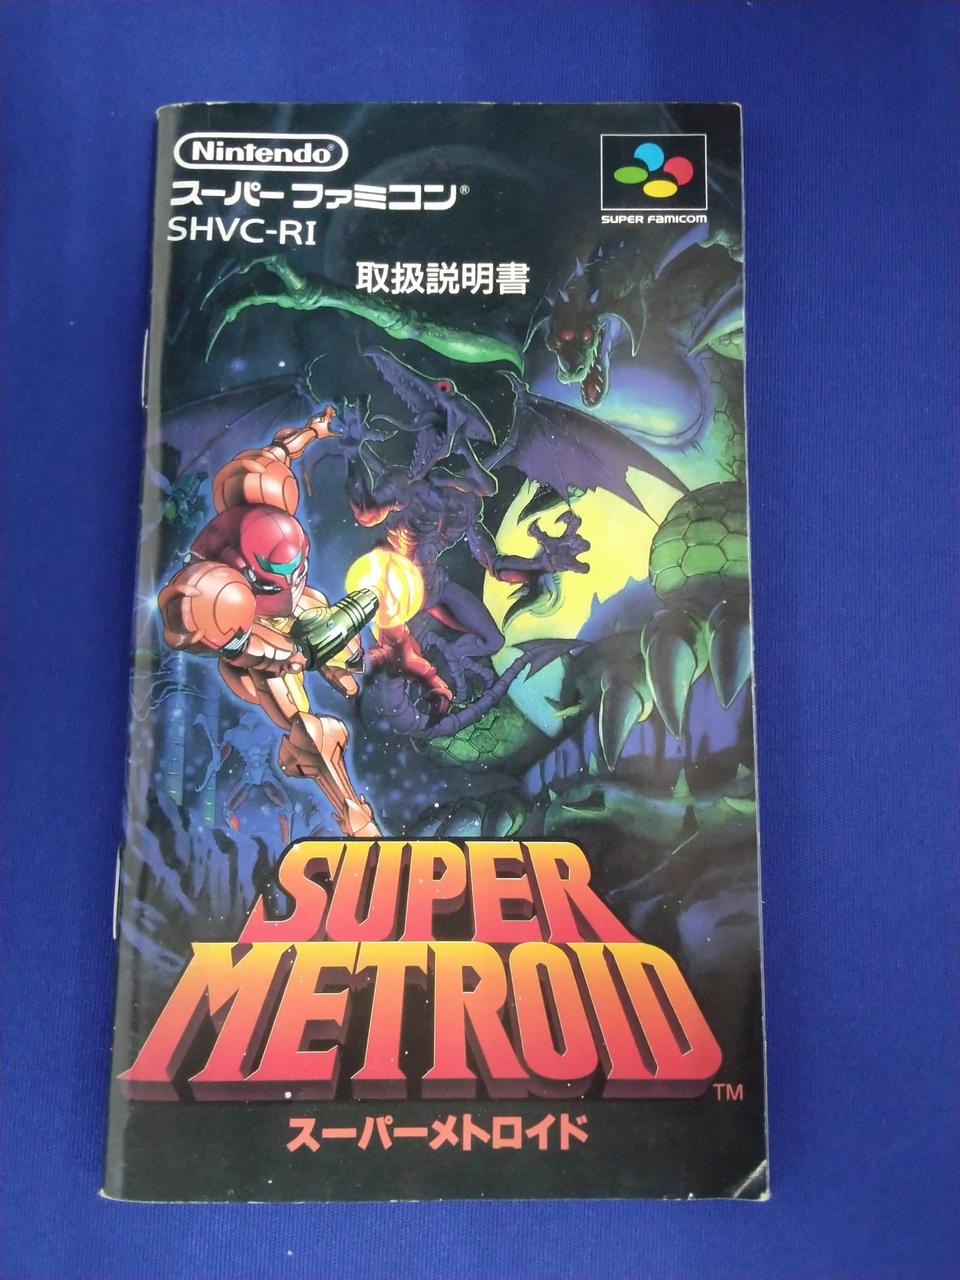 Nintendo®
スーパーファミコン®
SHVC-RI
SUPER FAMICOM
取扱説明書
SUPER
METROID
TM
スーパーメトロイド